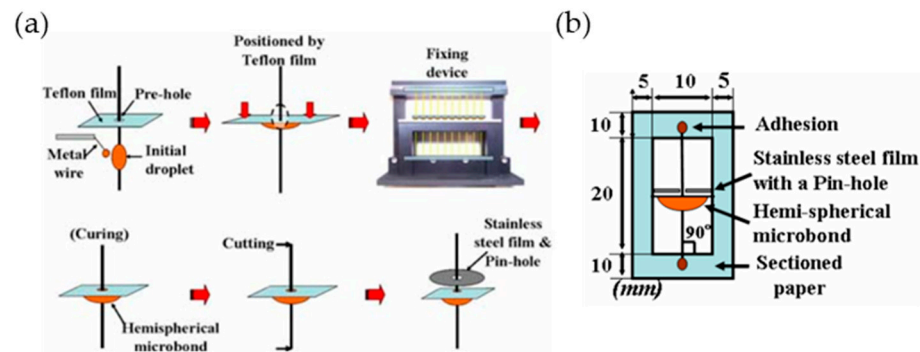 (a)
Teflon film
Pre-hole
Metal
wire
Initial
droplet
Positioned by
Teflon film
Fixing
device
(Curing)
Hemispherical
microbond
Cutting
Stainless
steel film &
Pin-hole
(b)
5 10 5
10
20
10
(mm)
90°
Adhesion
Stainless steel film
with a Pin-hole
Hemi-spherical
microbond
Sectioned
paper